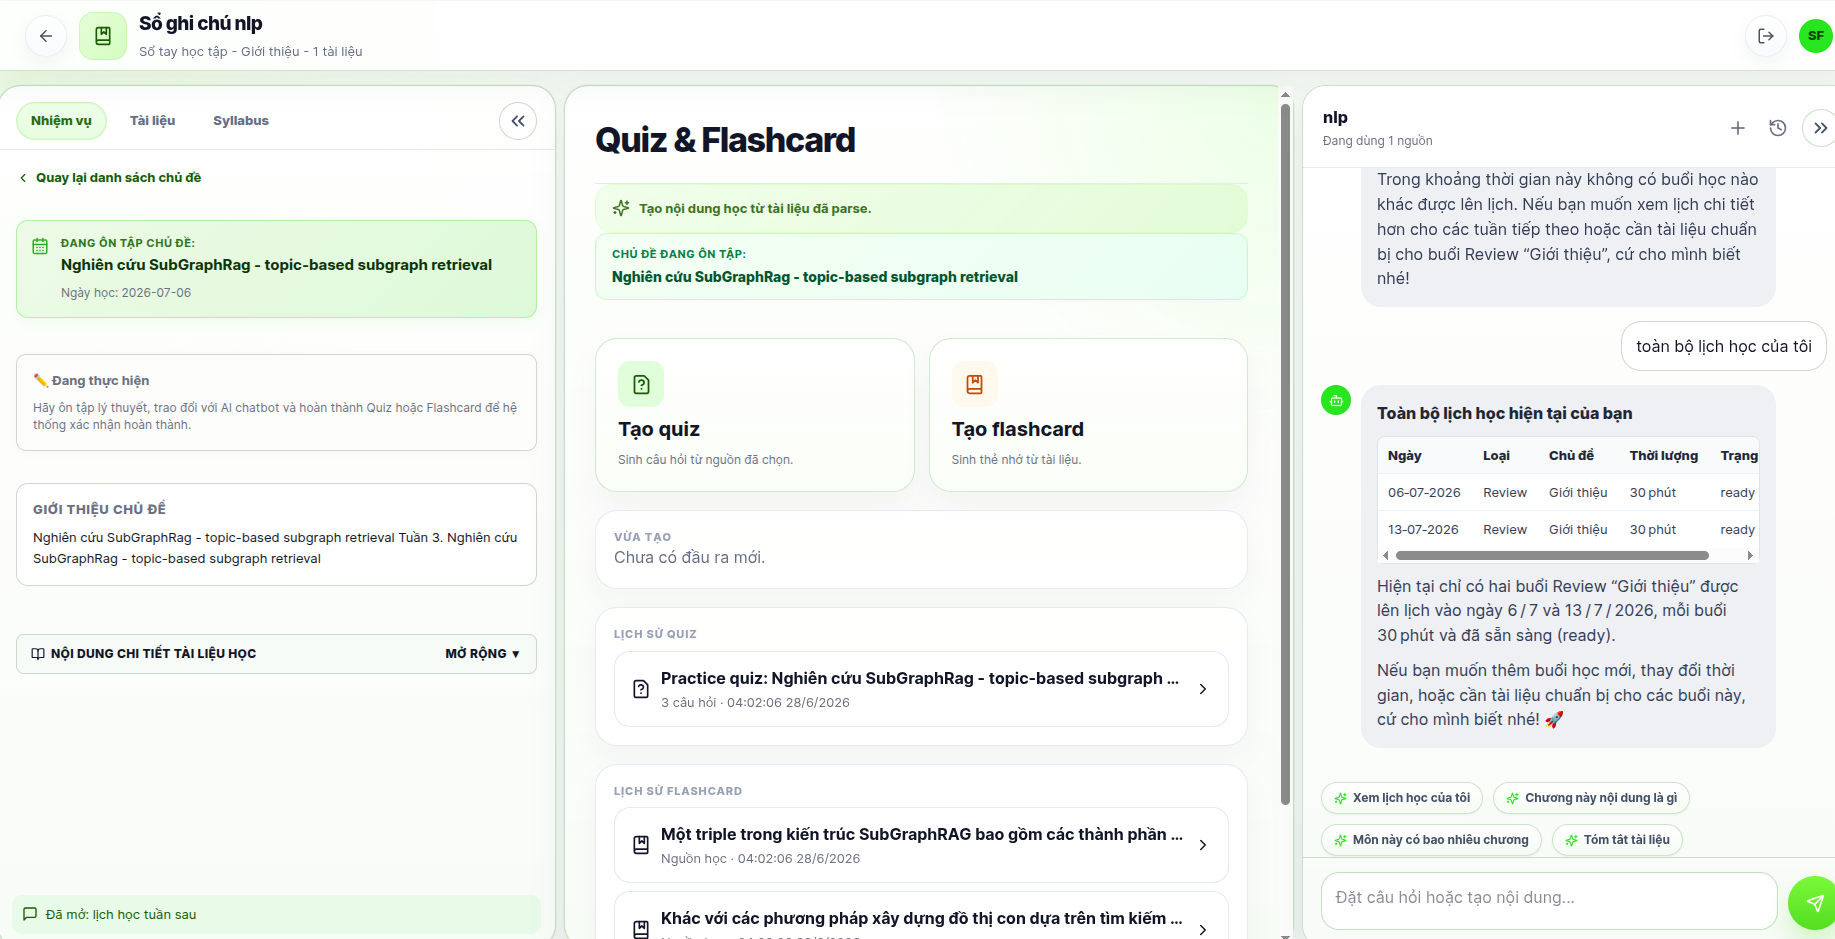 Sổ ghi chú nlp
Sổ tay học tập - Giới thiệu - 1 tài liệu
SF
Nhiệm vụ
Tài liệu
Syllabus
Quay lại danh sách chủ đề
ĐANG ÔN TẬP CHỦ ĐỀ:
Nghiên cứu SubGraphRag - topic-based subgraph retrieval
Ngày học: 2026-07-06
✏️ Đang thực hiện
Hãy ôn tập lý thuyết, trao đổi với AI chatbot và hoàn thành Quiz hoặc Flashcard để hệ
thống xác nhận hoàn thành.
GIỚI THIỆU CHỦ ĐỀ
Nghiên cứu SubGraphRag - topic-based subgraph retrieval Tuần 3. Nghiên cứu
SubGraphRag - topic-based subgraph retrieval
NỘI DUNG CHI TIẾT TÀI LIỆU HỌC
MỞ RỘNG ▼
Đã mở: lịch học tuần sau
Quiz & Flashcard
Tạo nội dung học từ tài liệu đã parse.
CHỦ ĐỀ ĐANG ÔN TẬP:
Nghiên cứu SubGraphRag - topic-based subgraph retrieval
Tạo quiz
Sinh câu hỏi từ nguồn đã chọn.
Tạo flashcard
Sinh thẻ nhớ từ tài liệu.
VỪA TẠO
Chưa có đầu ra mới.
LỊCH SỬ QUIZ
Practice quiz: Nghiên cứu SubGraphRag - topic-based subgraph ...
3 câu hỏi · 04:02:06 28/6/2026
LỊCH SỬ FLASHCARD
Một triple trong kiến trúc SubGraphRAG bao gồm các thành phần ...
Nguồn học · 04:02:06 28/6/2026
Khác với các phương pháp xây dựng đồ thị con dựa trên tìm kiếm ...
nlp
Đang dùng 1 nguồn
Trong khoảng thời gian này không có buổi học nào
khác được lên lịch. Nếu bạn muốn xem lịch chi tiết
hơn cho các tuần tiếp theo hoặc cần tài liệu chuẩn
bị cho buổi Review “Giới thiệu”, cứ cho mình biết
nhé!
toàn bộ lịch học của tôi
Toàn bộ lịch học hiện tại của bạn
Ngày Loại Chủ đề Thời lượng Trạng
06-07-2026 Review Giới thiệu 30 phút ready
13-07-2026 Review Giới thiệu 30 phút ready
Hiện tại chỉ có hai buổi Review “Giới thiệu” được
lên lịch vào ngày 6/7 và 13/7/2026, mỗi buổi
30 phút và đã sẵn sàng (ready).
Nếu bạn muốn thêm buổi học mới, thay đổi thời
gian, hoặc cần tài liệu chuẩn bị cho các buổi này,
cứ cho mình biết nhé! 🚀
Xem lịch học của tôi
Chương này nội dung là gì
Môn này có bao nhiêu chương
Tóm tắt tài liệu
Đặt câu hỏi hoặc tạo nội dung...